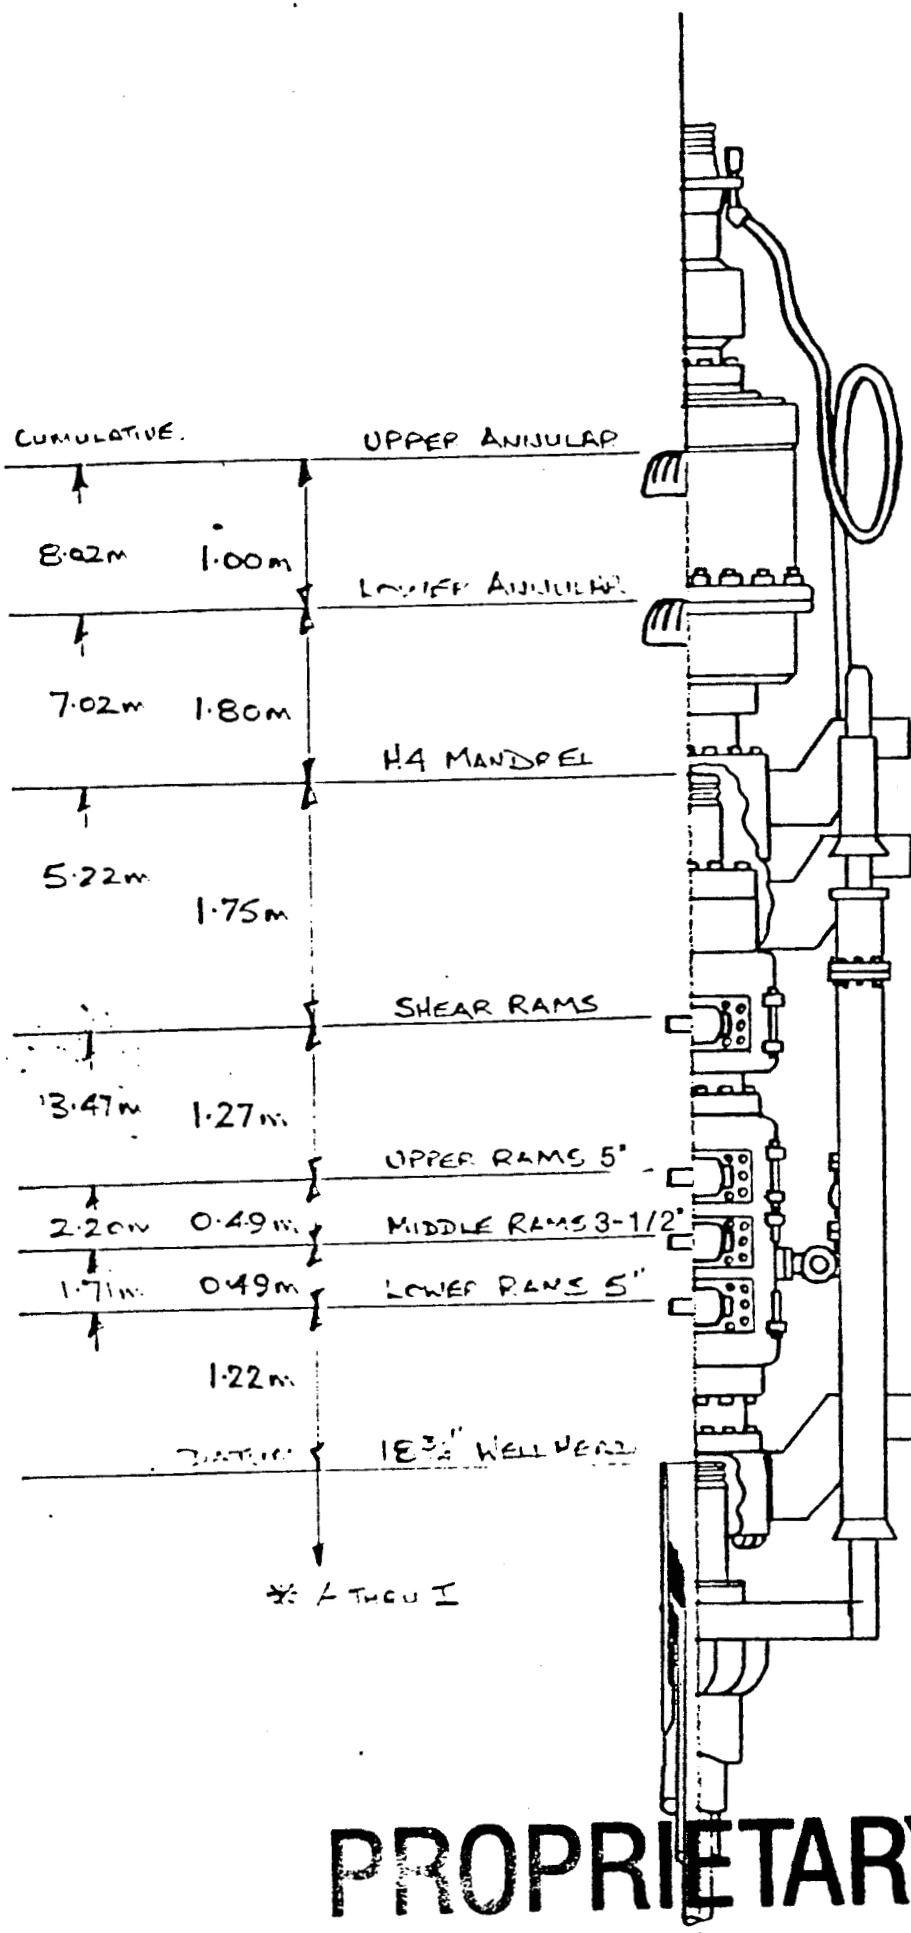 CUMULATIVE.
UPPER ANNULAR
8.02m 1.00m
LOWER ANNULAR
7.02m 1.80m
H4 MANDREL
5.22m
1.75m
SHEAR RAMS
3.47m 1.27m
UPPER RAMS 5"
2.20m 0.49m MIDDLE RAMS 3-1/2"
1.71m 0.49m LOWER RAMS 5"
1.22m
DATUM 18 3/4" WELL HEAD
* A THRU I
PROPRIETARY